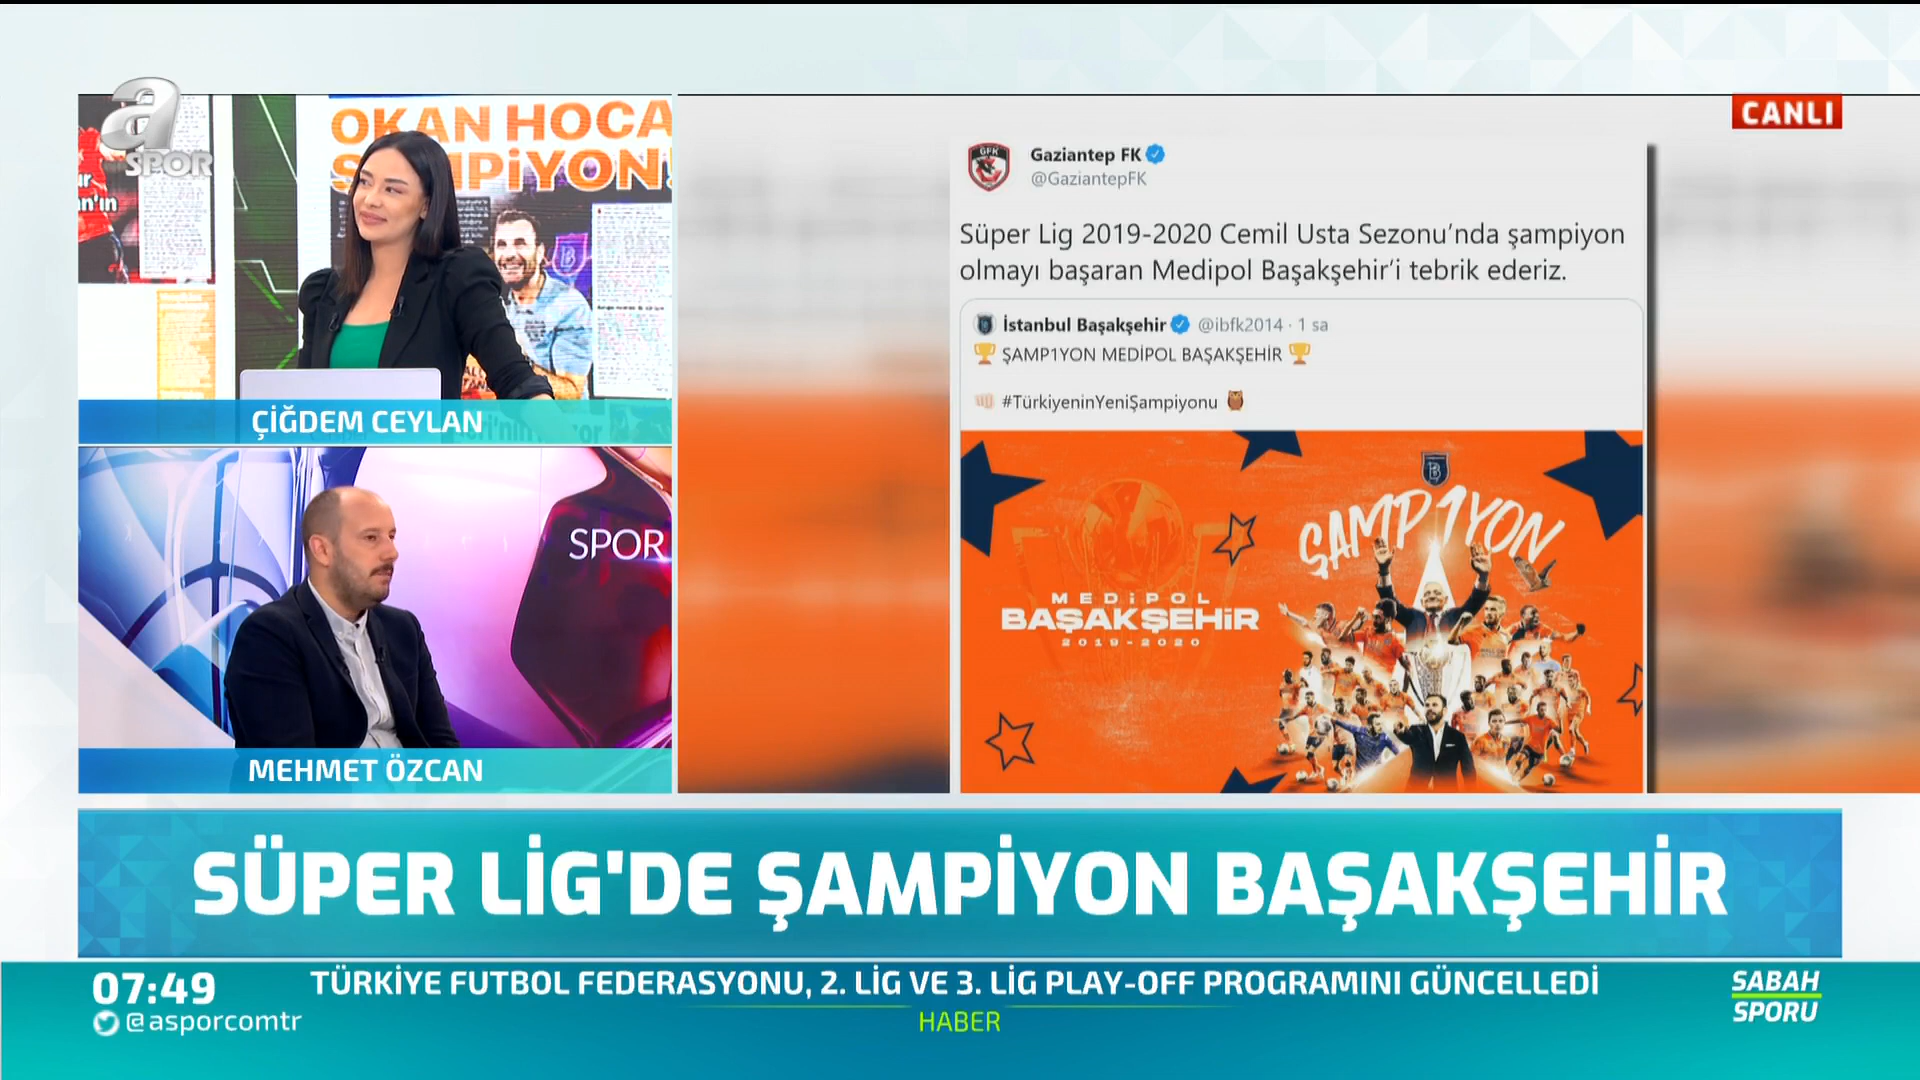 a
SPOR
OKAN HOCA
ŞAMPİYON!
ÇİĞDEM CEYLAN
SPOR
MEHMET ÖZCAN
CANLI
GFK
Gaziantep FK
@GaziantepFK
Süper Lig 2019-2020 Cemil Usta Sezonu'nda şampiyon
olmayı başaran Medipol Başakşehir'i tebrik ederiz.
İstanbul Başakşehir @ibfk2014 · 1 sa
ŞAMP1YON MEDİPOL BAŞAKŞEHİR
#TürkiyeninYeniŞampiyonu
ŞAMP1YON
MEDİPOL
BAŞAKŞEHİR
2019-2020
SÜPER LİG'DE ŞAMPİYON BAŞAKŞEHİR
07:49
@asporcomtr
TÜRKİYE FUTBOL FEDERASYONU, 2. LİG VE 3. LİG PLAY-OFF PROGRAMINI GÜNCELLEDİ
HABER
SABAH
SPORU